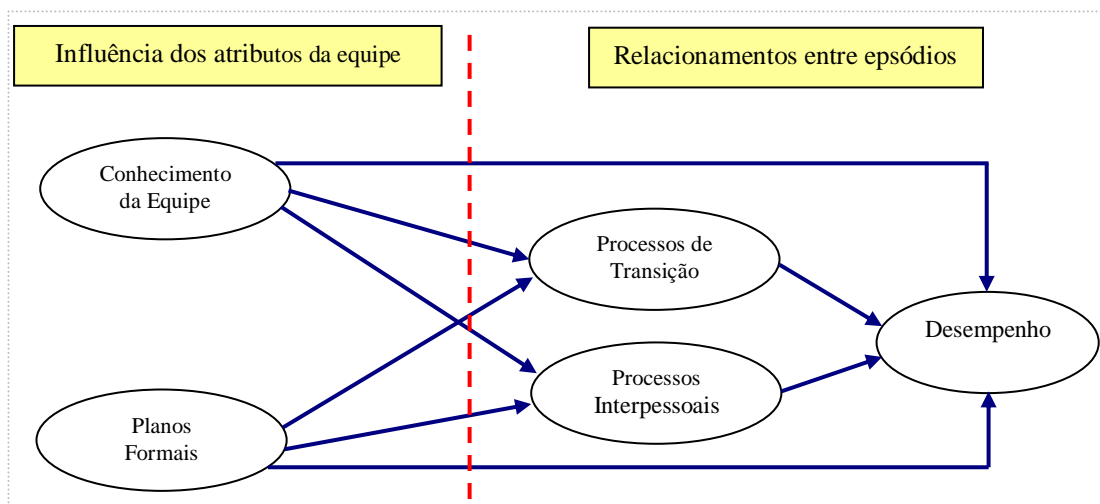 Influência dos atributos da equipe
Relacionamentos entre epsódios
Conhecimento
da Equipe
Processos de
Transição
Desempenho
Processos
Interpessoais
Planos
Formais